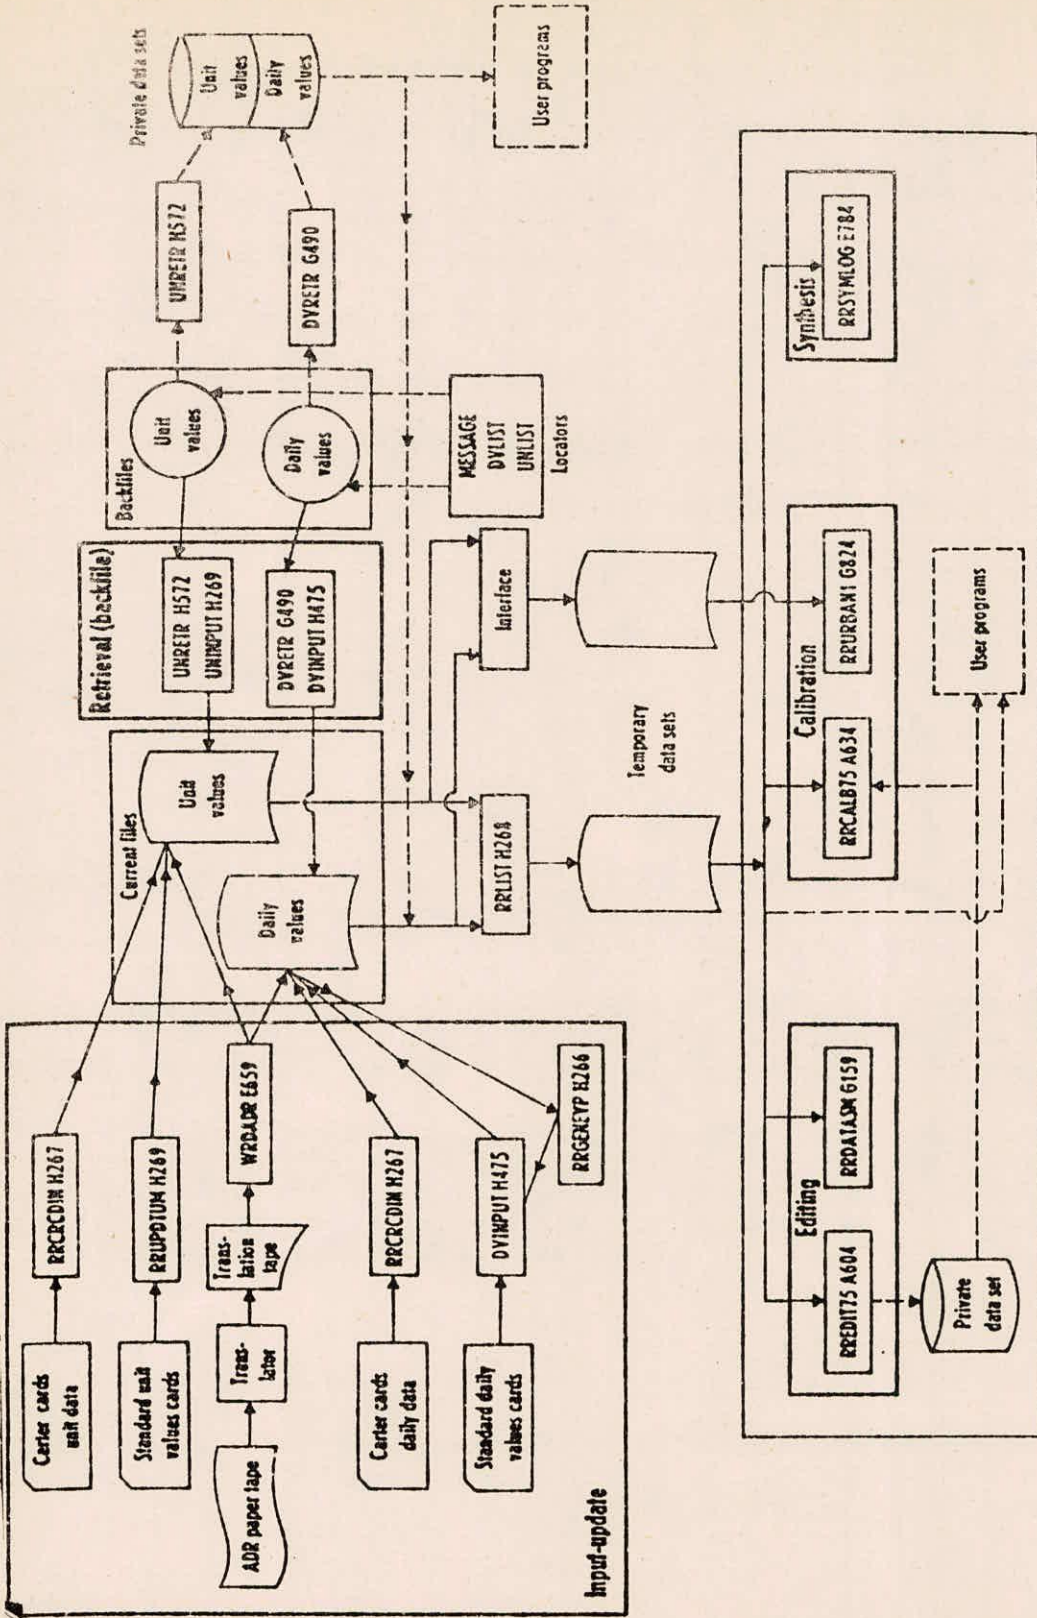 Carter cards
unit data
RRCRCDIN H267
Standard unit
values cards
RRUPDTUM H269
ADR paper tape
Trans-
lator
Trans-
lation
tape
WRDADR E659
Carter cards
daily data
RRCRCDIN H267
Standard daily
values cards
DVINPUT H475
RRGENEYP H266
Input-update
Current files
Unit
values
Daily
values
Retrieval (backfile)
UNRETR H572
UNINPUT H269
DVRETR G490
DVINPUT H475
Backfiles
Unit
values
Daily
values
UMRETR H572
DVRETR G490
Private data sets
Unit
values
Daily
values
User programs
MESSAGE
DVLIST
UNLIST
Locators
RRLIST H268
Interface
Temporary
data sets
Editing
RREDIT75 A604
RRDATASM G159
Private
data set
Calibration
RRCALB75 A634
RRURBAN1 G824
User programs
Synthesis
RRSYMLOG E784